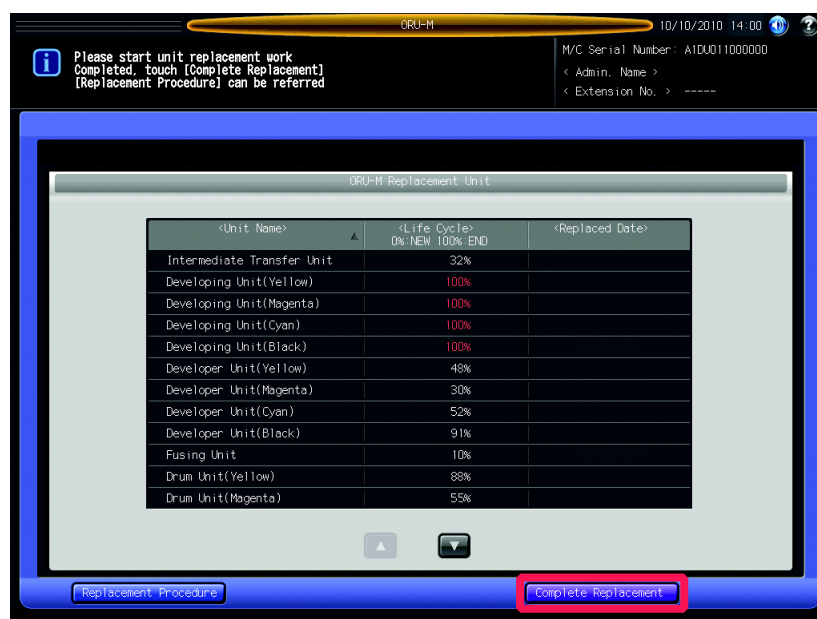 ORU-M
10/10/2010 14:00
Please start unit replacement work
Completed, touch [Complete Replacement]
[Replacement Procedure] can be referred
M/C Serial Number: A1DU011000000
< Admin. Name >
< Extension No. > -----
ORU-M Replacement Unit
<Unit Name> <Life Cycle> <Replaced Date>
0%:NEW 100%:END
Intermediate Transfer Unit 32%
Developing Unit(Yellow) 100%
Developing Unit(Magenta) 100%
Developing Unit(Cyan) 100%
Developing Unit(Black) 100%
Developer Unit(Yellow) 48%
Developer Unit(Magenta) 30%
Developer Unit(Cyan) 52%
Developer Unit(Black) 91%
Fusing Unit 10%
Drum Unit(Yellow) 88%
Drum Unit(Magenta) 55%
Replacement Procedure Complete Replacement